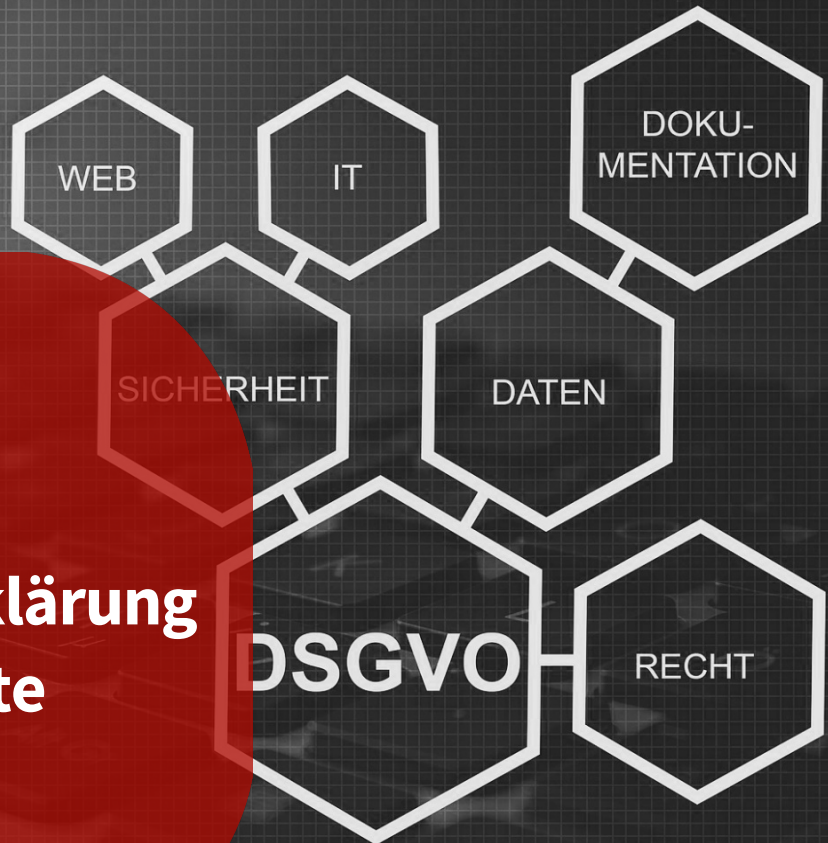 WEB
IT
DOKU-
MENTATION
SICHERHEIT
DATEN
klärung
te
DSGVO
RECHT